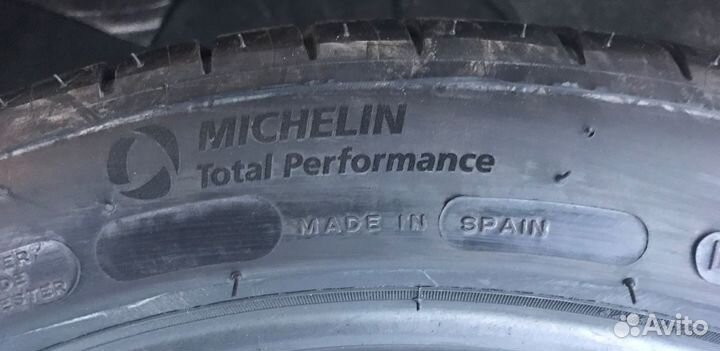 MICHELIN
Total Performance
MADE IN SPAIN
Avito